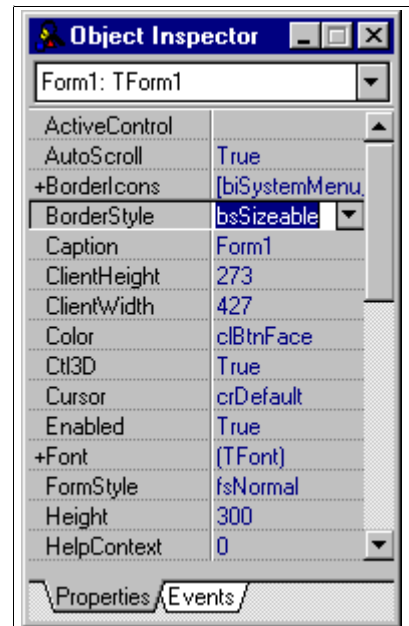 Object Inspector
Form1: TForm1
ActiveControl
AutoScroll True
+BorderIcons [biSystemMenu,
BorderStyle bsSizeable
Caption Form1
ClientHeight 273
ClientWidth 427
Color clBtnFace
Ctl3D True
Cursor crDefault
Enabled True
+Font (TFont)
FormStyle fsNormal
Height 300
HelpContext 0
Properties Events